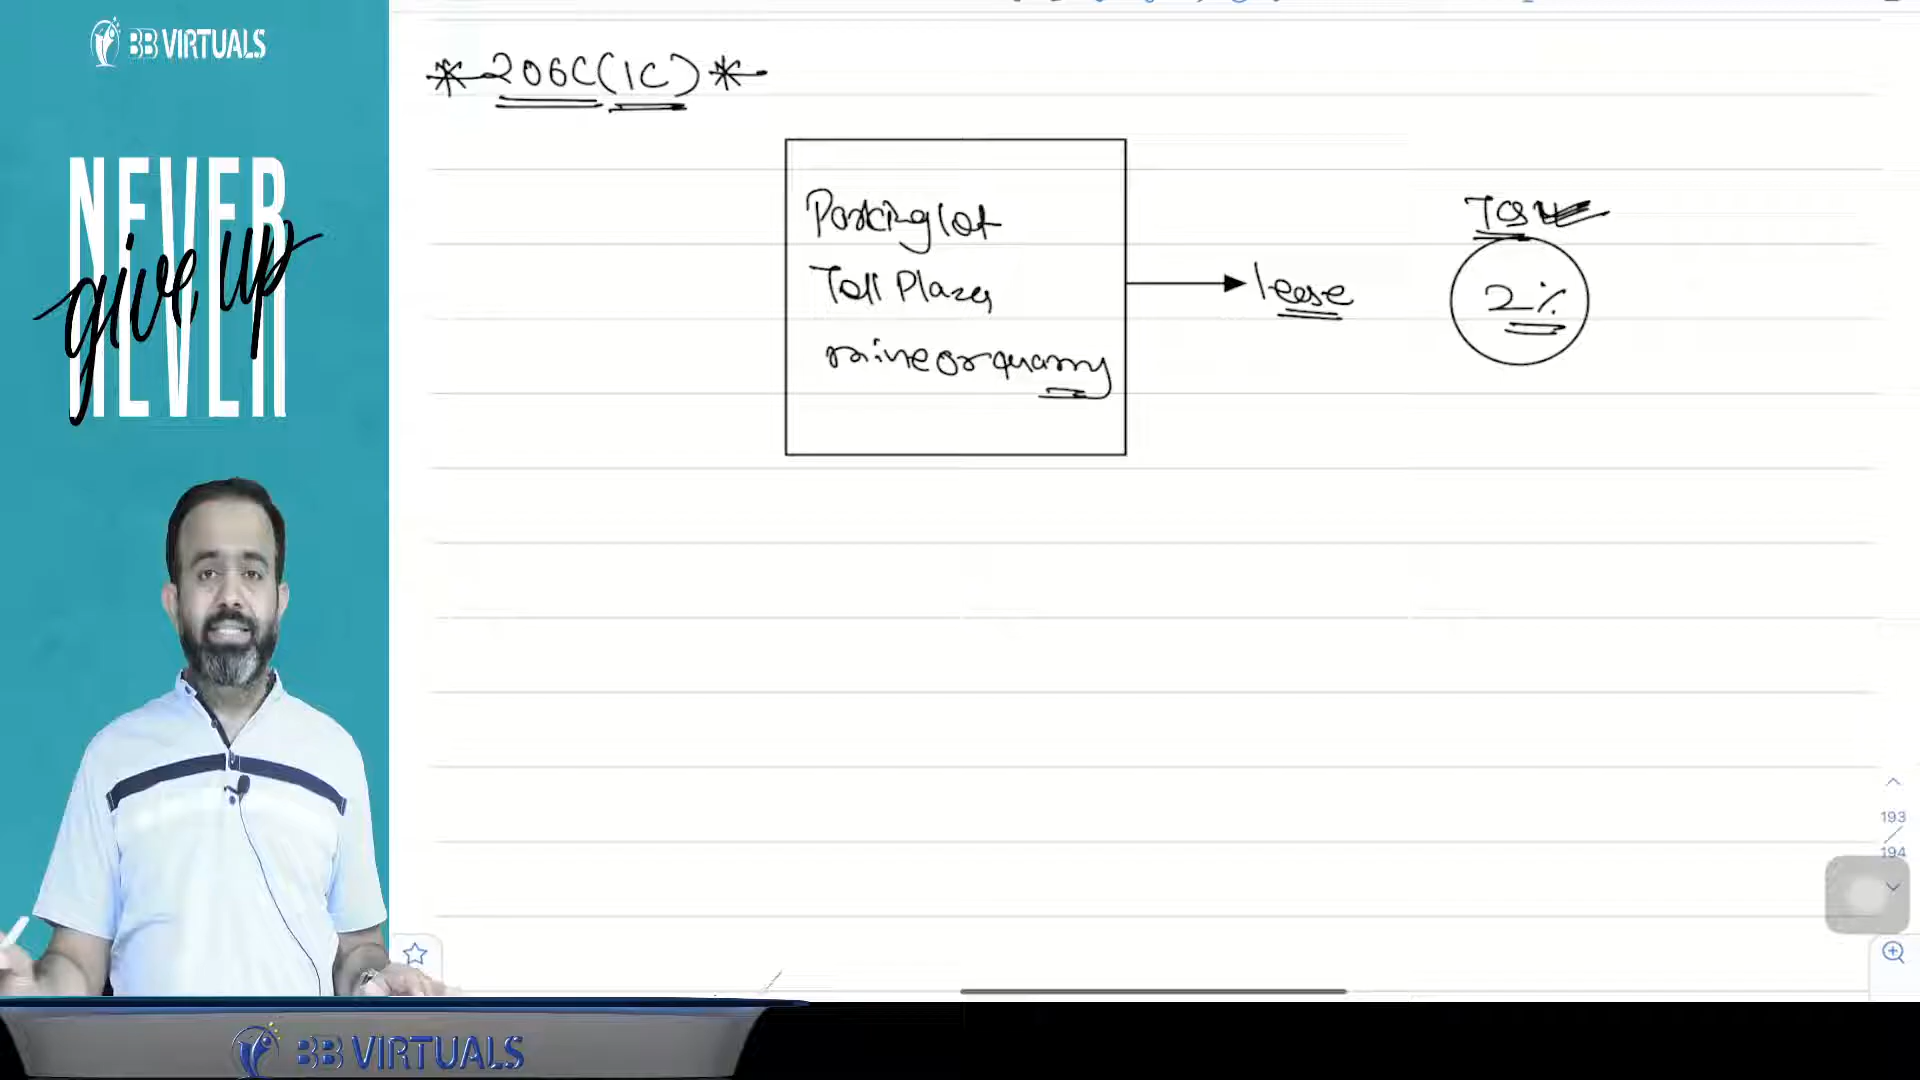 BB VIRTUALS
NEVER
give up
NEVER
*206C(1C)*
Parking lot
Toll Plaza
mine or quarry
lease
TCS
2%
193
194
BB VIRTUALS